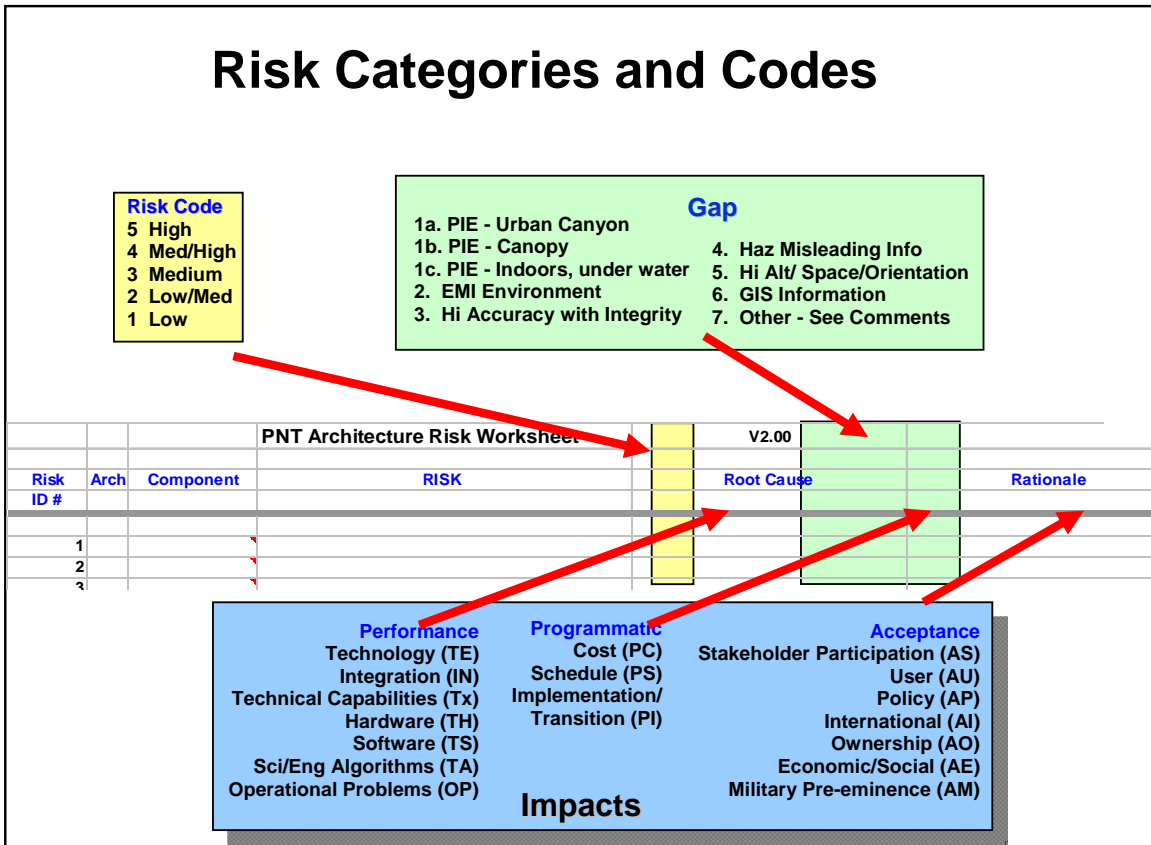 Risk Categories and Codes
Risk Code
5 High
4 Med/High
3 Medium
2 Low/Med
1 Low
Gap
1a. PIE - Urban Canyon
1b. PIE - Canopy
1c. PIE - Indoors, under water
2. EMI Environment
3. Hi Accuracy with Integrity
4. Haz Misleading Info
5. Hi Alt/ Space/Orientation
6. GIS Information
7. Other - See Comments
PNT Architecture Risk Worksheet V2.00
Risk Arch Component RISK Root Cause Rationale
ID #
1
2
3
Performance
Technology (TE)
Integration (IN)
Technical Capabilities (Tx)
Hardware (TH)
Software (TS)
Sci/Eng Algorithms (TA)
Operational Problems (OP)
Programmatic
Cost (PC)
Schedule (PS)
Implementation/
Transition (PI)
Acceptance
Stakeholder Participation (AS)
User (AU)
Policy (AP)
International (AI)
Ownership (AO)
Economic/Social (AE)
Military Pre-eminence (AM)
Impacts